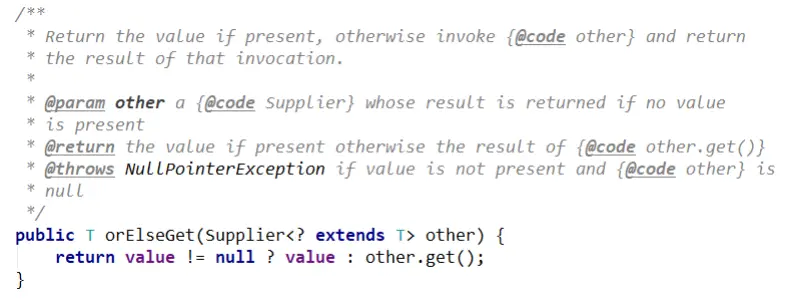 /**
 * Return the value if present, otherwise invoke {@code other} and return
 * the result of that invocation.
 *
 * @param other a {@code Supplier} whose result is returned if no value
 * is present
 * @return the value if present otherwise the result of {@code other.get()}
 * @throws NullPointerException if value is not present and {@code other} is
 * null
 */
public T orElseGet(Supplier<? extends T> other) {
    return value != null ? value : other.get();
}